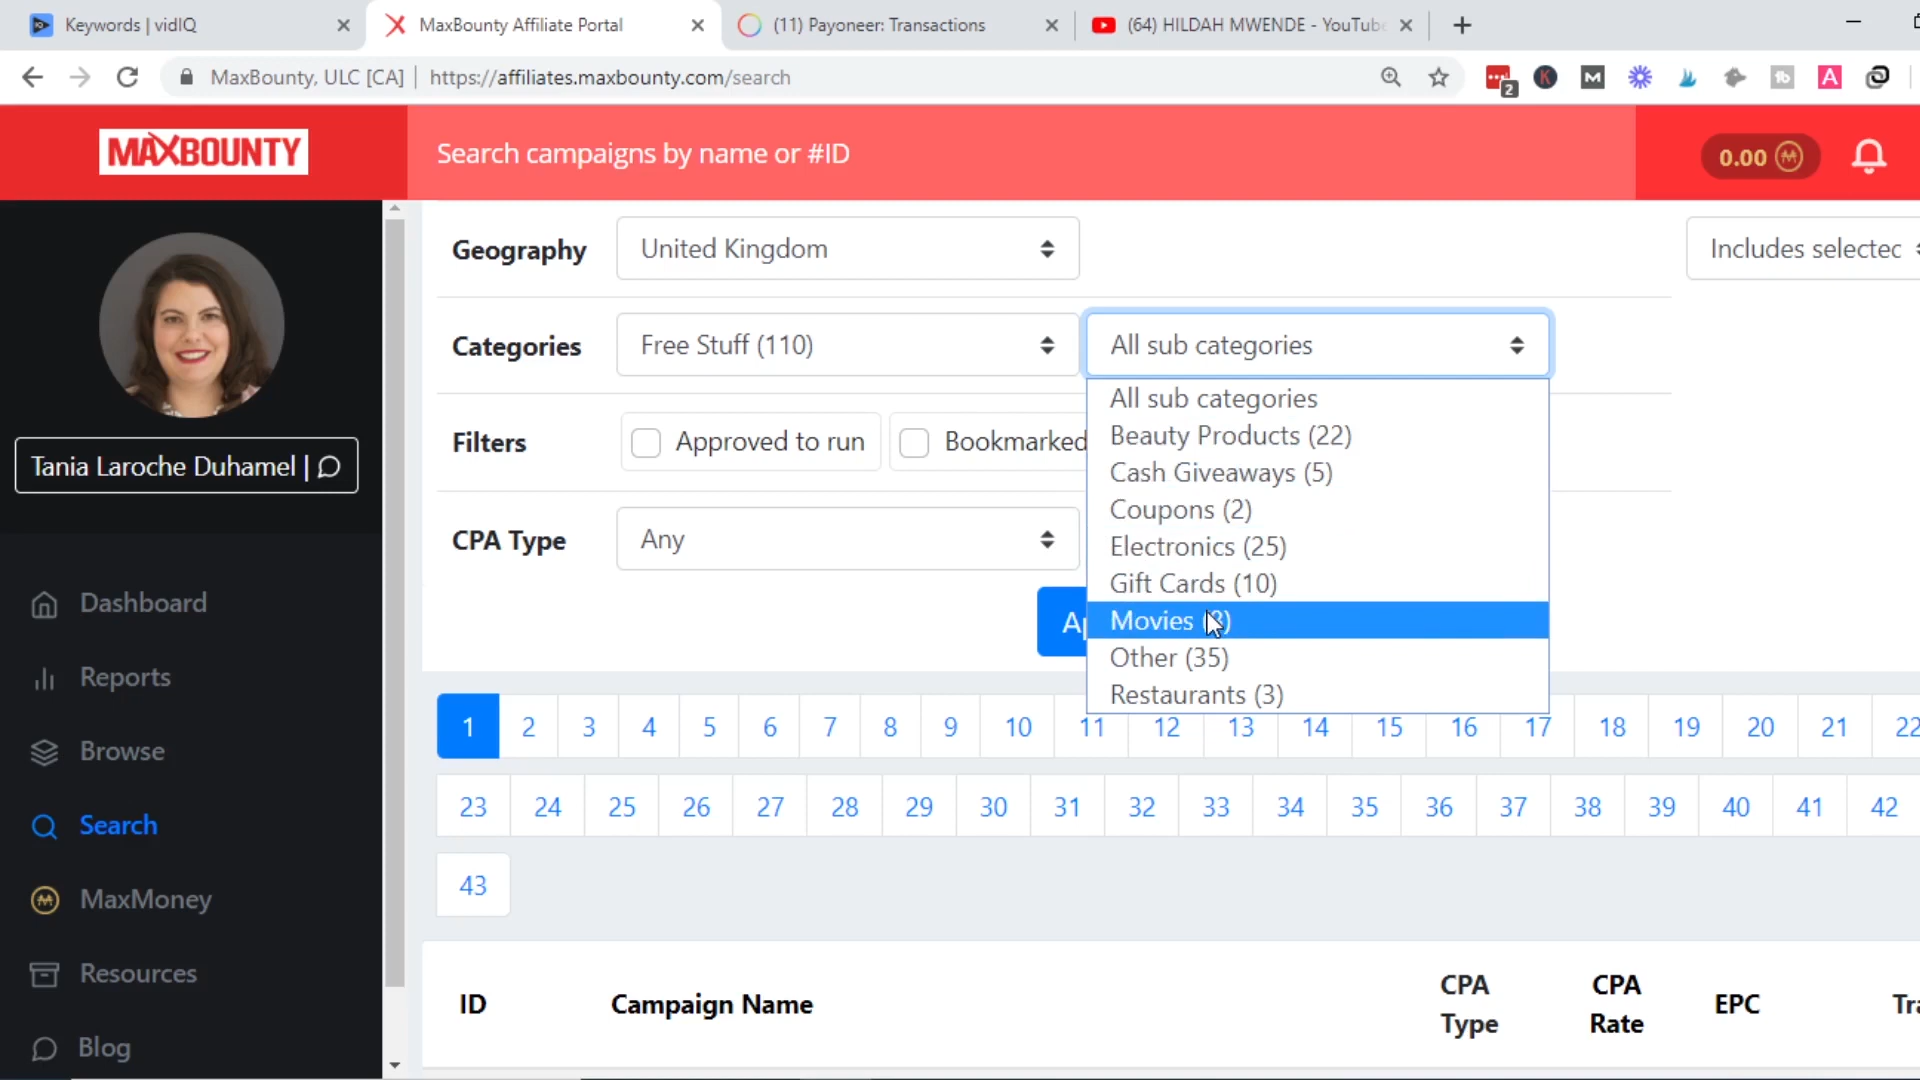 Keywords | vidIQ
MaxBounty Affiliate Portal
(11) Payoneer: Transactions
(64) HILDAH MWENDE - YouTube
MaxBounty, ULC [CA] | https://affiliates.maxbounty.com/search
2
K
M
tb
A
MAXBOUNTY
Search campaigns by name or #ID
0.00
Geography
United Kingdom
Includes selected
Categories
Free Stuff (110)
All sub categories
All sub categories
Beauty Products (22)
Cash Giveaways (5)
Coupons (2)
Electronics (25)
Gift Cards (10)
Movies
Other (35)
Restaurants (3)
Filters
Approved to run
Bookmarked
CPA Type
Any
Tania Laroche Duhamel |
Dashboard
Reports
Browse
Search
MaxMoney
Resources
Blog
1 2 3 4 5 6 7 8 9 10 11 12 13 14 15 16 17 18 19 20 21 22
23 24 25 26 27 28 29 30 31 32 33 34 35 36 37 38 39 40 41 42
43
ID
Campaign Name
CPA
Type
CPA
Rate
EPC